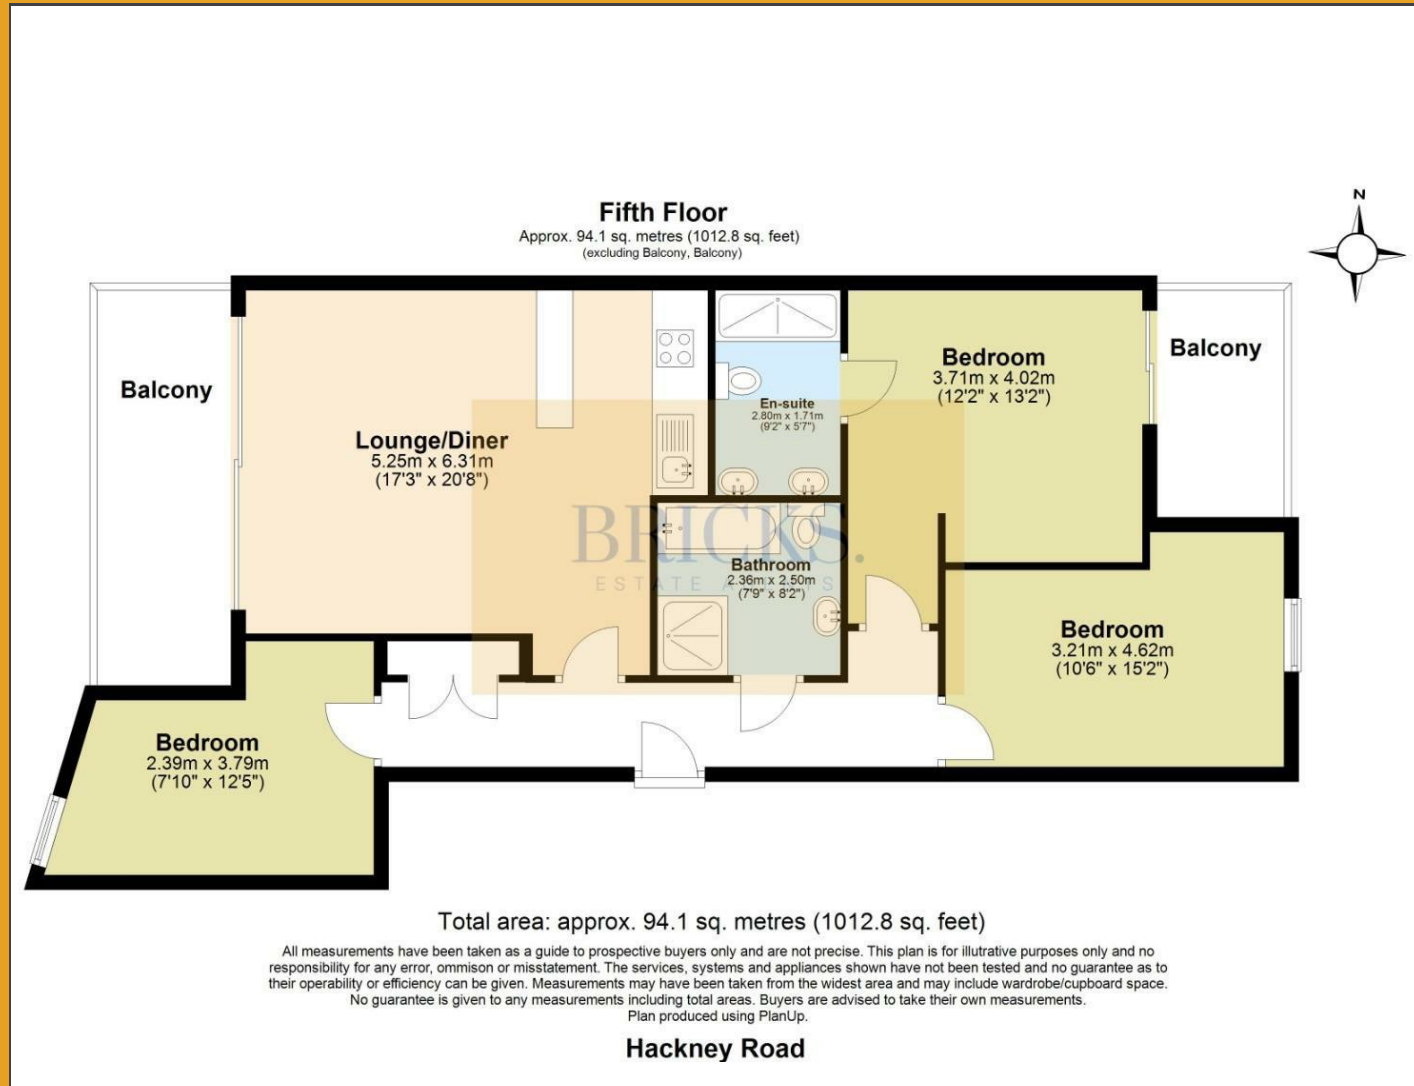 Fifth Floor
Approx. 94.1 sq. metres (1012.8 sq. feet)
(excluding Balcony, Balcony)
N
Balcony
Lounge/Diner
5.25m x 6.31m
(17'3" x 20'8")
En-suite
2.80m x 1.71m
(9'2" x 5'7")
Bedroom
3.71m x 4.02m
(12'2" x 13'2")
Balcony
BRICKS.
ESTATE AGENTS
Bathroom
2.36m x 2.50m
(7'9" x 8'2")
Bedroom
3.21m x 4.62m
(10'6" x 15'2")
Bedroom
2.39m x 3.79m
(7'10" x 12'5")
Total area: approx. 94.1 sq. metres (1012.8 sq. feet)
All measurements have been taken as a guide to prospective buyers only and are not precise. This plan is for illutrative purposes only and no
responsibility for any error, ommison or misstatement. The services, systems and appliances shown have not been tested and no guarantee as to
their operability or efficiency can be given. Measurements may have been taken from the widest area and may include wardrobe/cupboard space.
No guarantee is given to any measurements including total areas. Buyers are advised to take their own measurements.
Plan produced using PlanUp.
Hackney Road